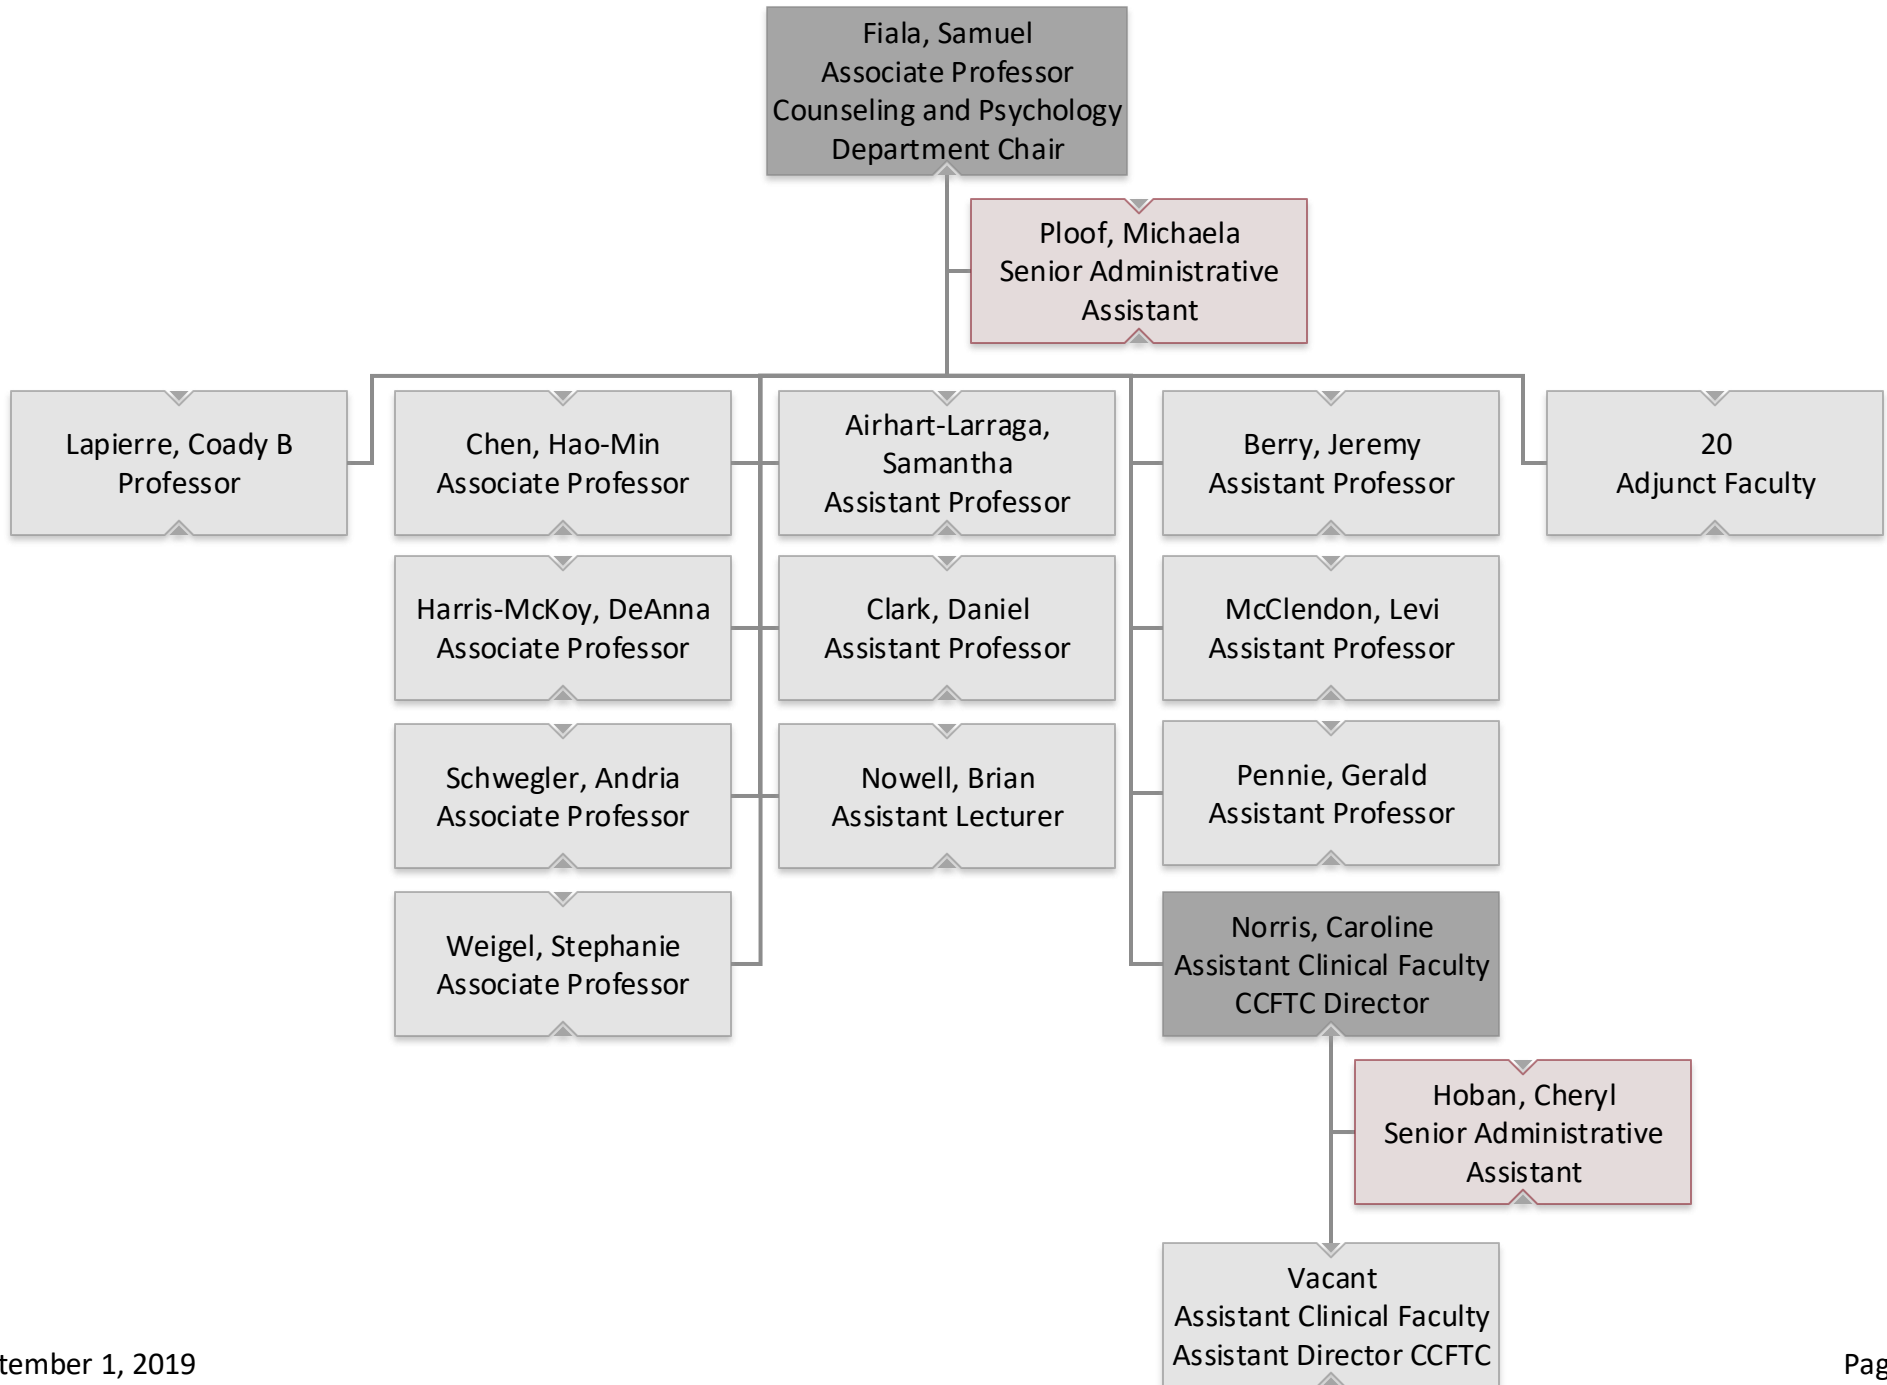 Fiala, Samuel
Associate Professor
Counseling and Psychology
Department Chair
Ploof, Michaela
Senior Administrative
Assistant
Lapierre, Coady B
Professor
Chen, Hao-Min
Associate Professor
Airhart-Larraga,
Samantha
Assistant Professor
Berry, Jeremy
Assistant Professor
20
Adjunct Faculty
Harris-McKoy, DeAnna
Associate Professor
Clark, Daniel
Assistant Professor
McClendon, Levi
Assistant Professor
Schwegler, Andria
Associate Professor
Nowell, Brian
Assistant Lecturer
Pennie, Gerald
Assistant Professor
Weigel, Stephanie
Associate Professor
Norris, Caroline
Assistant Clinical Faculty
CCFTC Director
Hoban, Cheryl
Senior Administrative
Assistant
Vacant
Assistant Clinical Faculty
Assistant Director CCFTC
tember 1, 2019
Pag